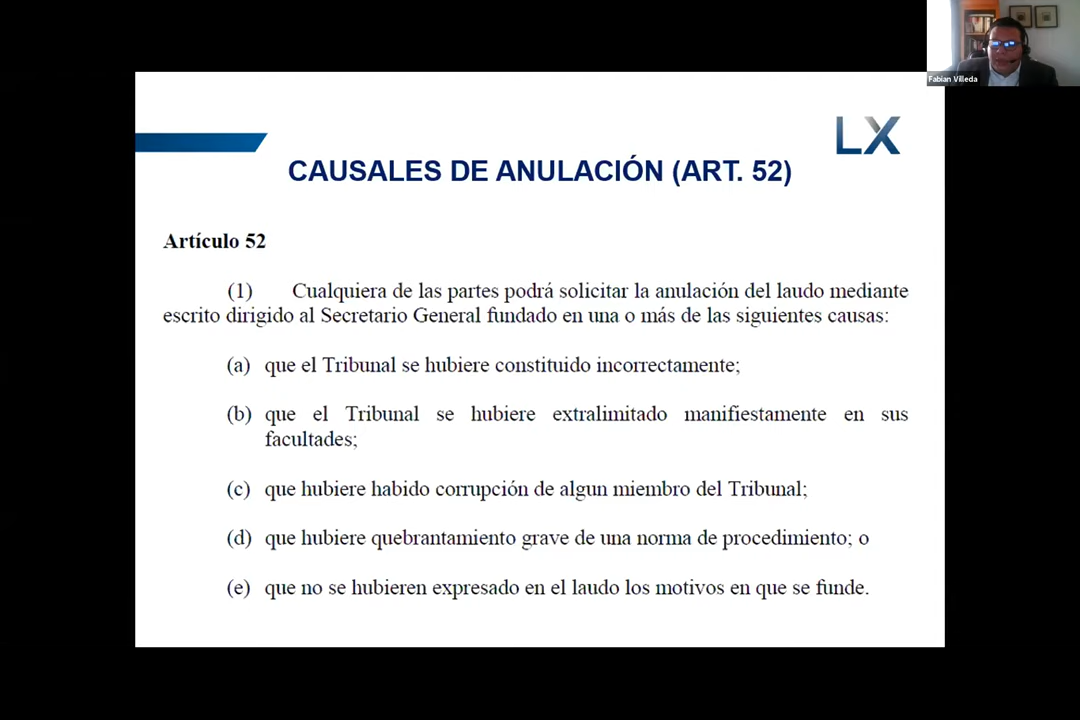 Fabian Villeda
LX
CAUSALES DE ANULACIÓN (ART. 52)
Artículo 52
(1) Cualquiera de las partes podrá solicitar la anulación del laudo mediante
escrito dirigido al Secretario General fundado en una o más de las siguientes causas:
(a) que el Tribunal se hubiere constituido incorrectamente;
(b) que el Tribunal se hubiere extralimitado manifiestamente en sus
facultades;
(c) que hubiere habido corrupción de algun miembro del Tribunal;
(d) que hubiere quebrantamiento grave de una norma de procedimiento; o
(e) que no se hubieren expresado en el laudo los motivos en que se funde.